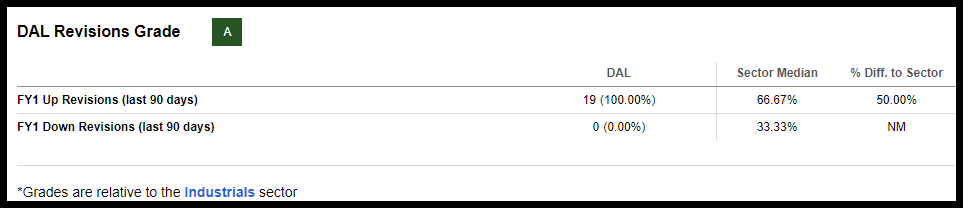 DAL Revisions Grade A
DAL Sector Median % Diff. to Sector
FY1 Up Revisions (last 90 days) 19 (100.00%) 66.67% 50.00%
FY1 Down Revisions (last 90 days) 0 (0.00%) 33.33% NM
*Grades are relative to the Industrials sector